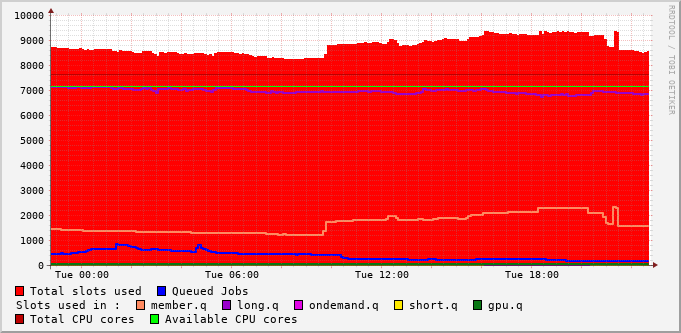 10000
9000
8000
7000
6000
5000
4000
3000
2000
1000
0
Tue 00:00 Tue 06:00 Tue 12:00 Tue 18:00
RRDTOOL / TOBI OETIKER
Total slots used Queued Jobs
Slots used in : member.q long.q ondemand.q short.q gpu.q
Total CPU cores Available CPU cores